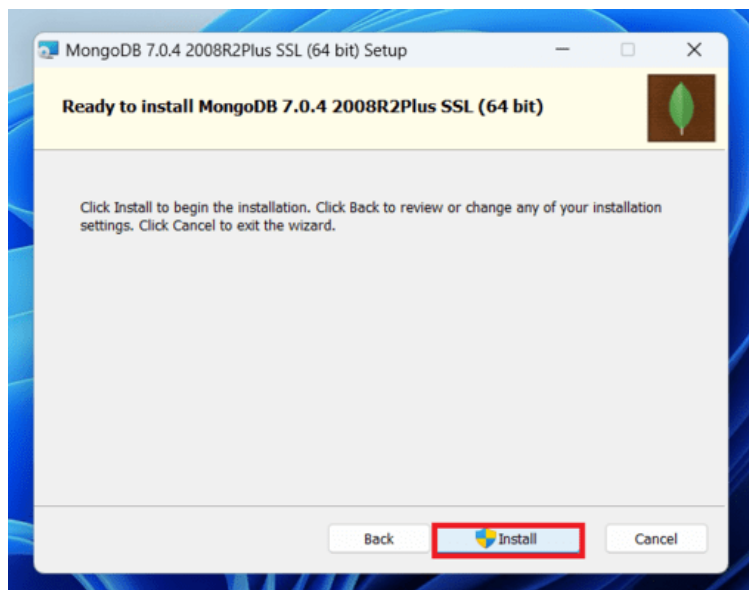 MongoDB 7.0.4 2008R2Plus SSL (64 bit) Setup
Ready to install MongoDB 7.0.4 2008R2Plus SSL (64 bit)
Click Install to begin the installation. Click Back to review or change any of your installation
settings. Click Cancel to exit the wizard.
Back Install Cancel